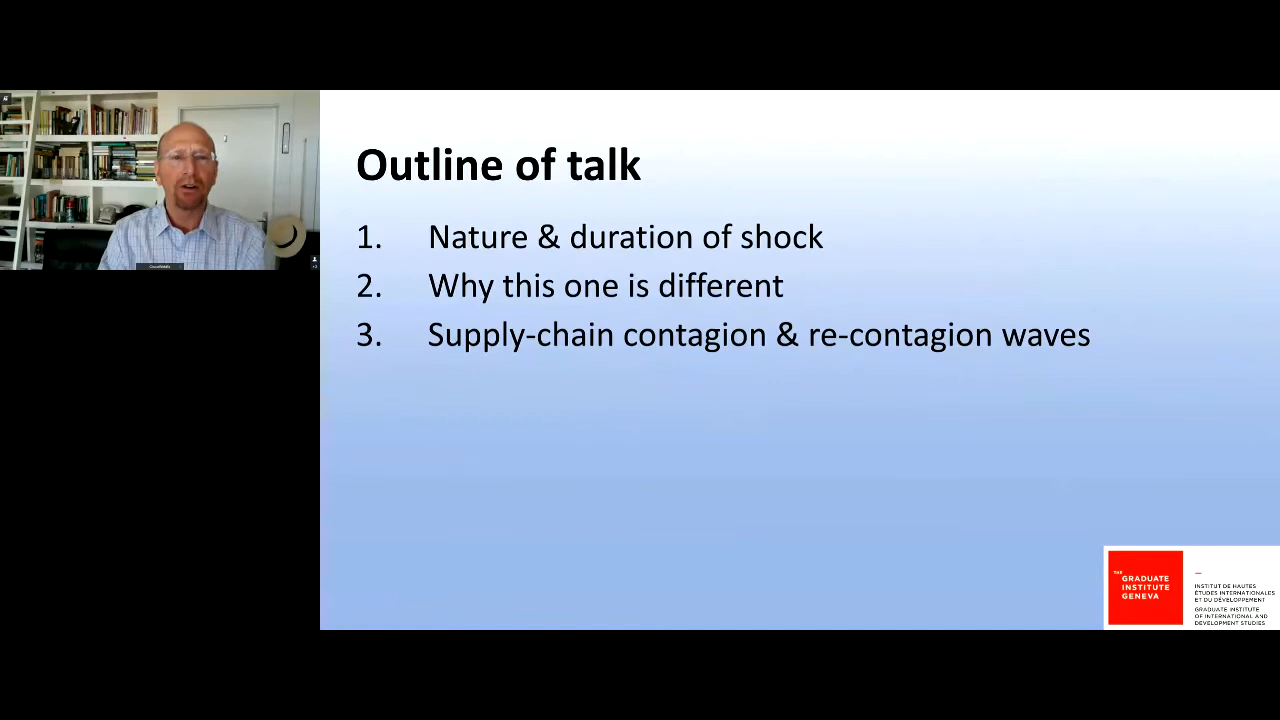 Outline of talk
1. Nature & duration of shock
2. Why this one is different
3. Supply-chain contagion & re-contagion waves
THE
GRADUATE
INSTITUTE
GENEVA
INSTITUT DE HAUTES
ÉTUDES INTERNATIONALES
ET DU DÉVELOPPEMENT
GRADUATE INSTITUTE
OF INTERNATIONAL AND
DEVELOPMENT STUDIES